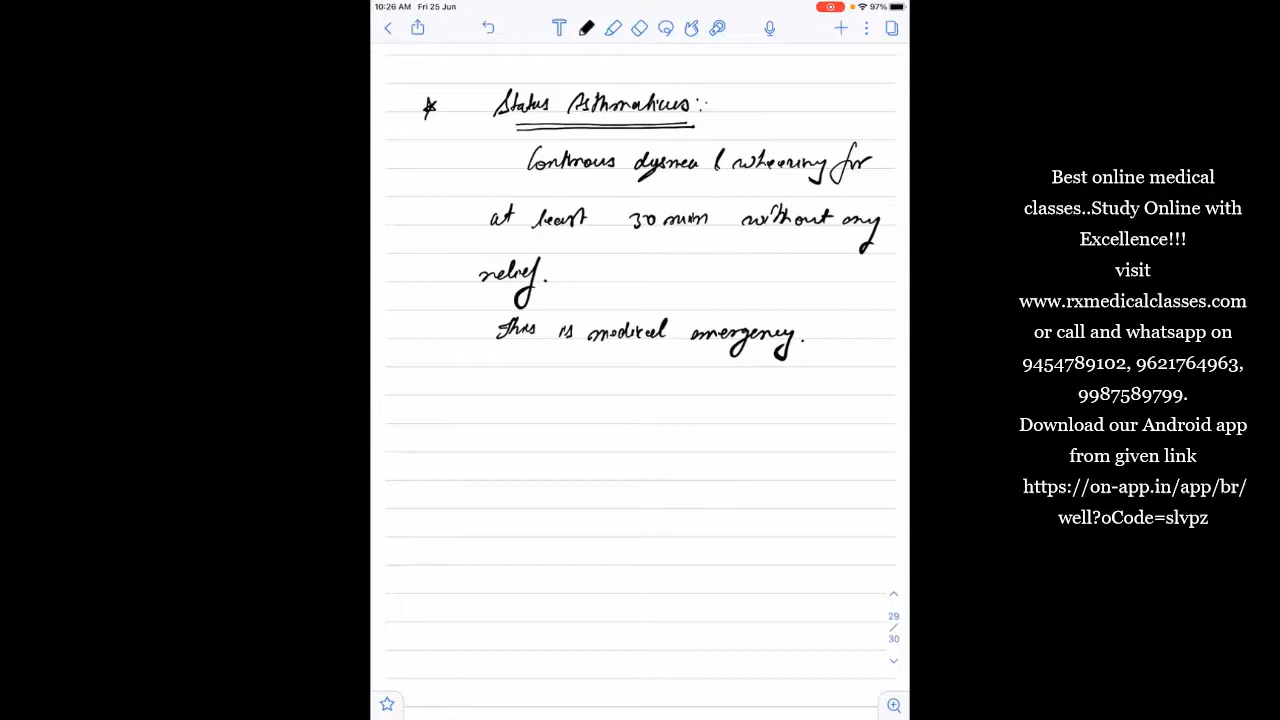 10:26 AM Fri 25 Jun
97%
Status Asthmaticus :-
Continous dysnea & wheezing for
at least 30 min without any
relief.
This is medical emergency.
29
/
30
Best online medical
classes..Study Online with
Excellence!!!
visit
www.rxmedicalclasses.com
or call and whatsapp on
9454789102, 9621764963,
9987589799.
Download our Android app
from given link
https://on-app.in/app/br/
well?oCode=slvpz